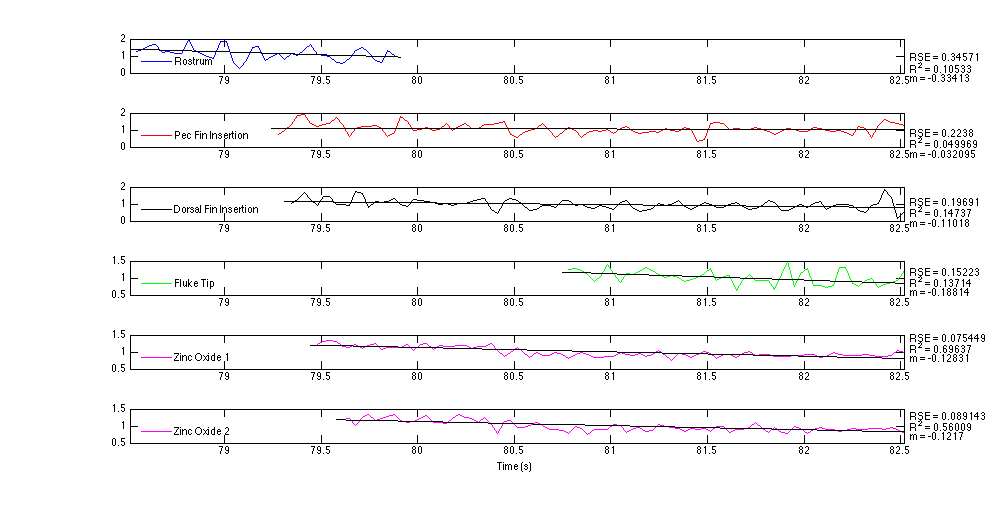 2
1
0
Rostrum
79 79.5 80 80.5 81 81.5 82 82.5
RSE = 0.34571
R² = 0.10533
m = -0.33413
2
1
0
Pec Fin Insertion
79 79.5 80 80.5 81 81.5 82 82.5
RSE = 0.2238
R² = 0.049969
m = -0.032095
2
1
0
Dorsal Fin Insertion
79 79.5 80 80.5 81 81.5 82 82.5
RSE = 0.19691
R² = 0.14737
m = -0.11018
1.5
1
0.5
Fluke Tip
79 79.5 80 80.5 81 81.5 82 82.5
RSE = 0.15223
R² = 0.13714
m = -0.18814
1.5
1
0.5
Zinc Oxide 1
79 79.5 80 80.5 81 81.5 82 82.5
RSE = 0.075449
R² = 0.69637
m = -0.12831
1.5
1
0.5
Zinc Oxide 2
79 79.5 80 80.5 81 81.5 82 82.5
RSE = 0.089143
R² = 0.56009
m = -0.1217
Time (s)